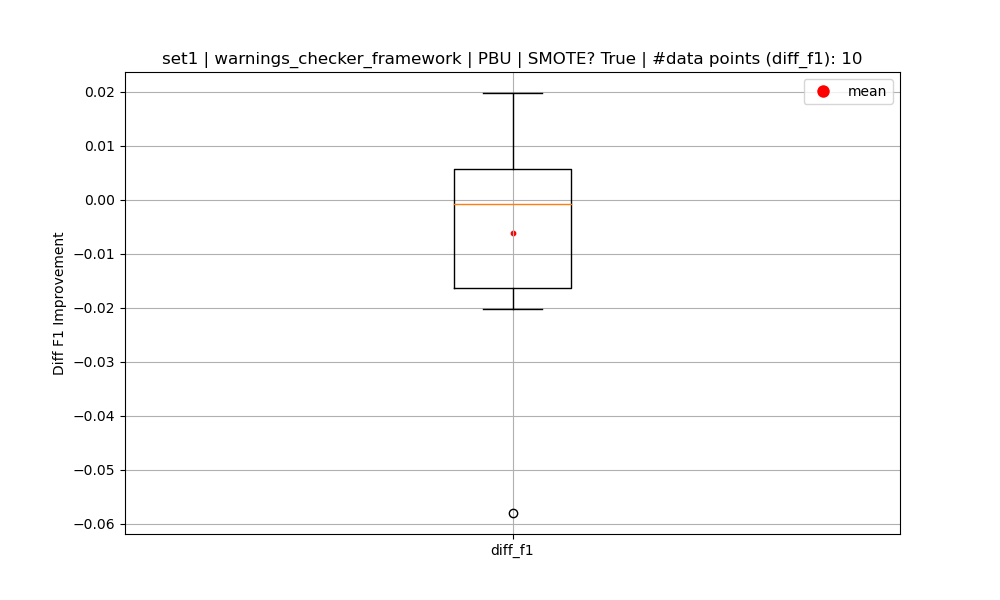 set1 | warnings_checker_framework | PBU | SMOTE? True | #data points (diff_f1): 10
mean
0.02
0.01
0.00
−0.01
−0.02
−0.03
−0.04
−0.05
−0.06
Diff F1 Improvement
diff_f1